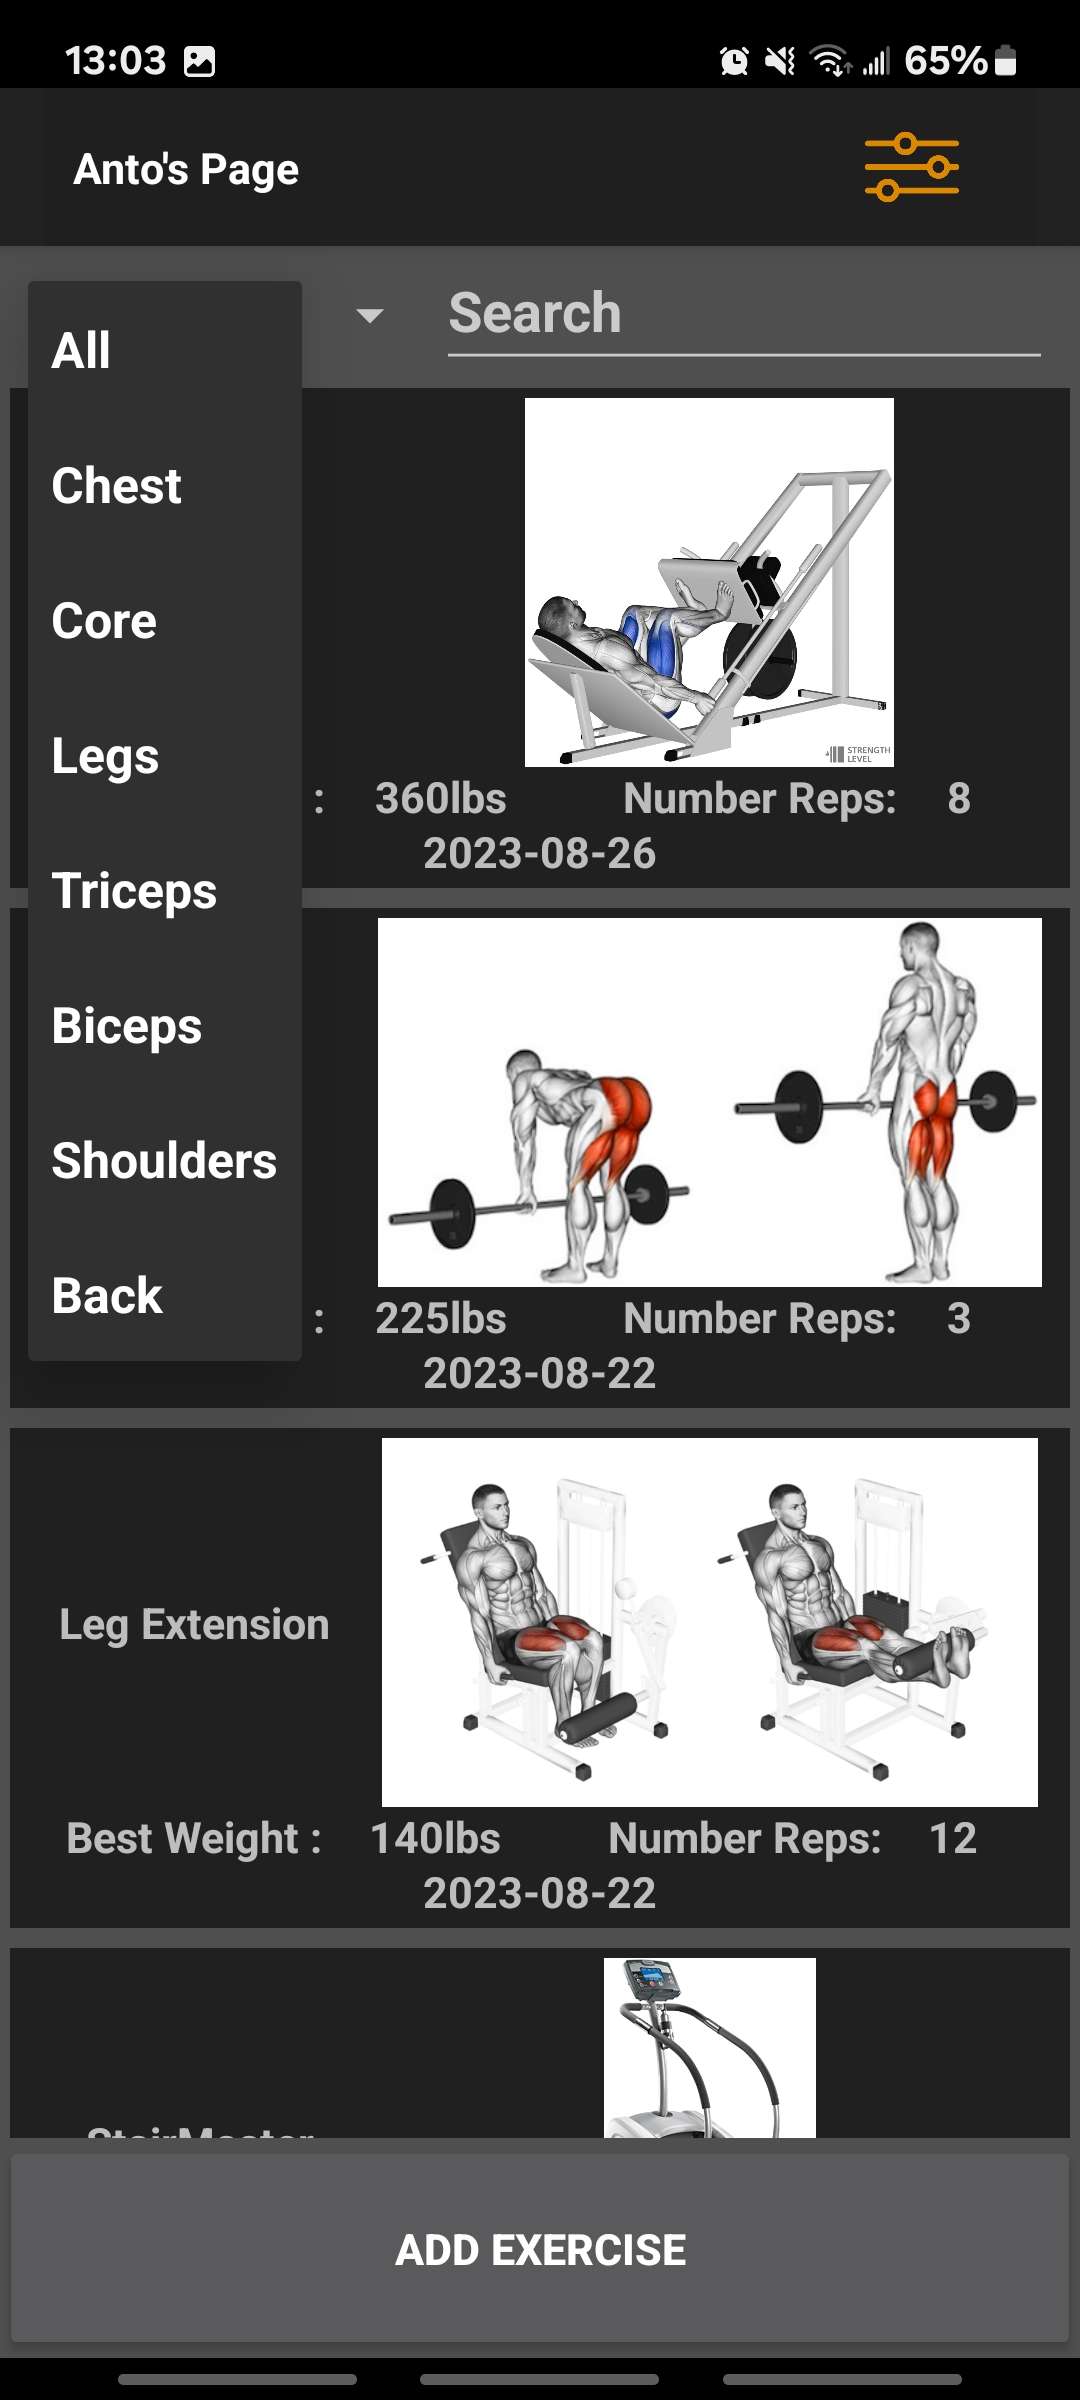 13:03 65%
Anto's Page
Search
All
Chest
Core
Legs
Triceps
Biceps
Shoulders
Back
STRENGTH
LEVEL
: 360lbs Number Reps: 8
2023-08-26
: 225lbs Number Reps: 3
2023-08-22
Leg Extension
Best Weight : 140lbs Number Reps: 12
2023-08-22
StairMaster
ADD EXERCISE